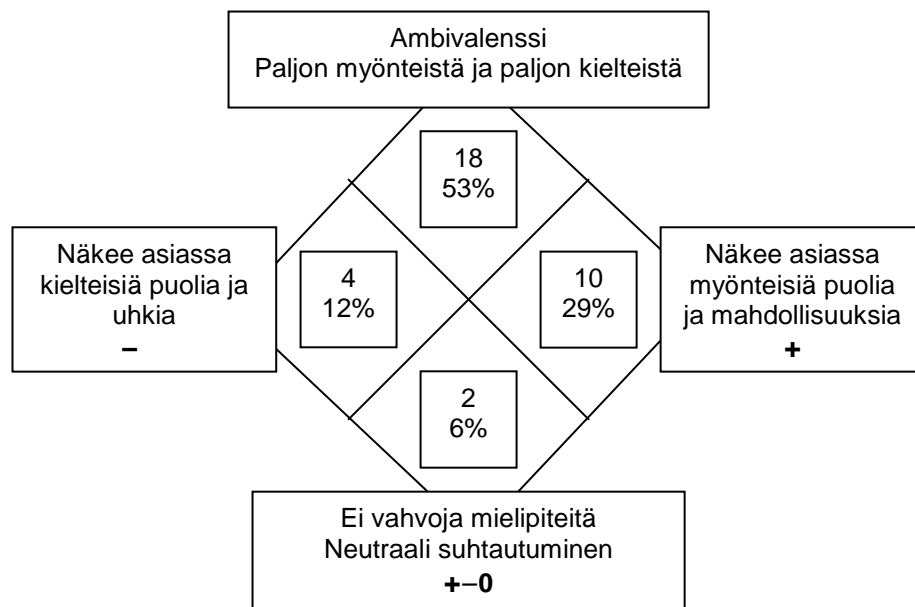 Ambivalenssi
Paljon myönteistä ja paljon kielteistä
18
53%
Näkee asiassa
kielteisiä puolia ja
uhkia
–
4
12%
10
29%
Näkee asiassa
myönteisiä puolia
ja mahdollisuuksia
+
2
6%
Ei vahvoja mielipiteitä
Neutraali suhtautuminen
+–0